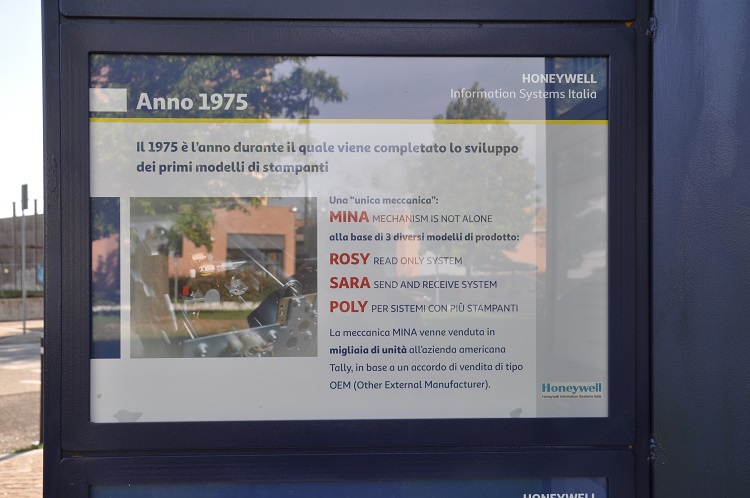 HONEYWELL
Information Systems Italia
Anno 1975
Il 1975 è l'anno durante il quale viene completato lo sviluppo
dei primi modelli di stampanti
Una "unica meccanica":
MINA MECHANISM IS NOT ALONE
alla base di 3 diversi modelli di prodotto:
ROSY READ ONLY SYSTEM
SARA SEND AND RECEIVE SYSTEM
POLY PER SISTEMI CON PIÙ STAMPANTI
La meccanica MINA venne venduta in
migliaia di unità all'azienda americana
Tally, in base a un accordo di vendita di tipo
OEM (Other External Manufacturer).
Honeywell
Honeywell Information Systems Italia
HONEYWELL